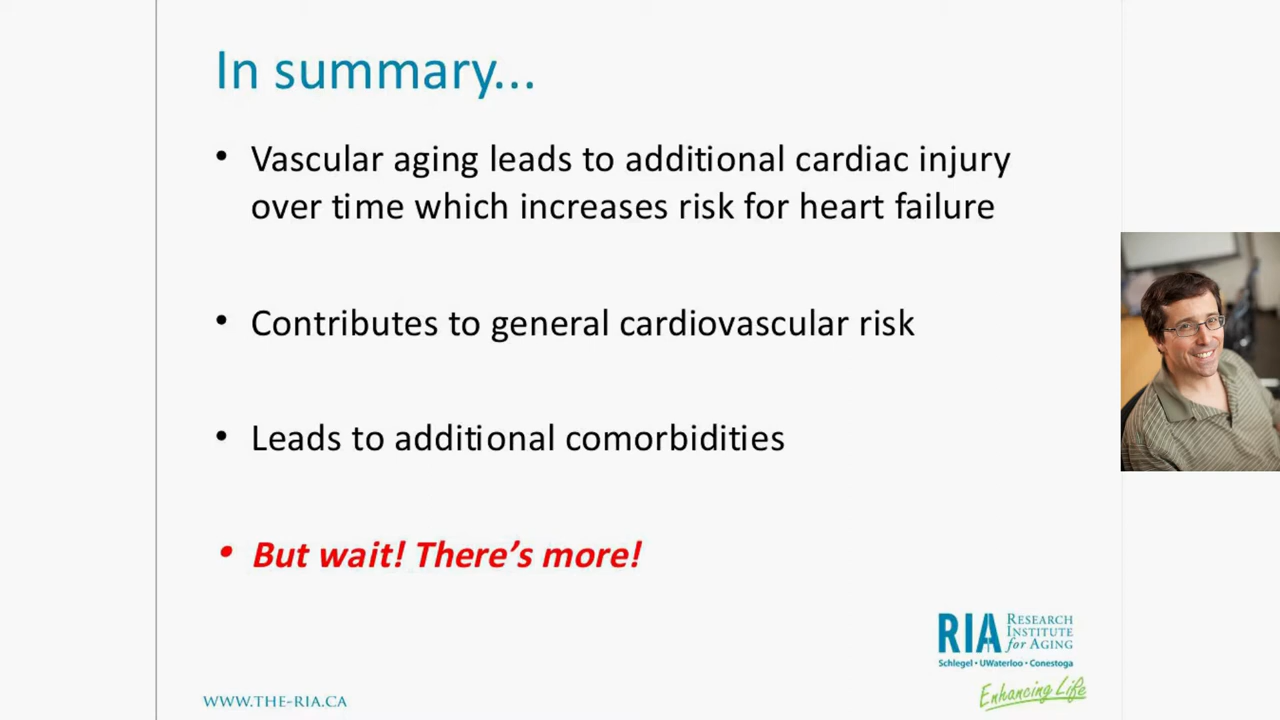 In summary...
• Vascular aging leads to additional cardiac injury
over time which increases risk for heart failure
• Contributes to general cardiovascular risk
• Leads to additional comorbidities
• But wait! There's more!
RIA RESEARCH
INSTITUTE
for AGING
Schlegel • UWaterloo • Conestoga
Enhancing Life
WWW.THE-RIA.CA